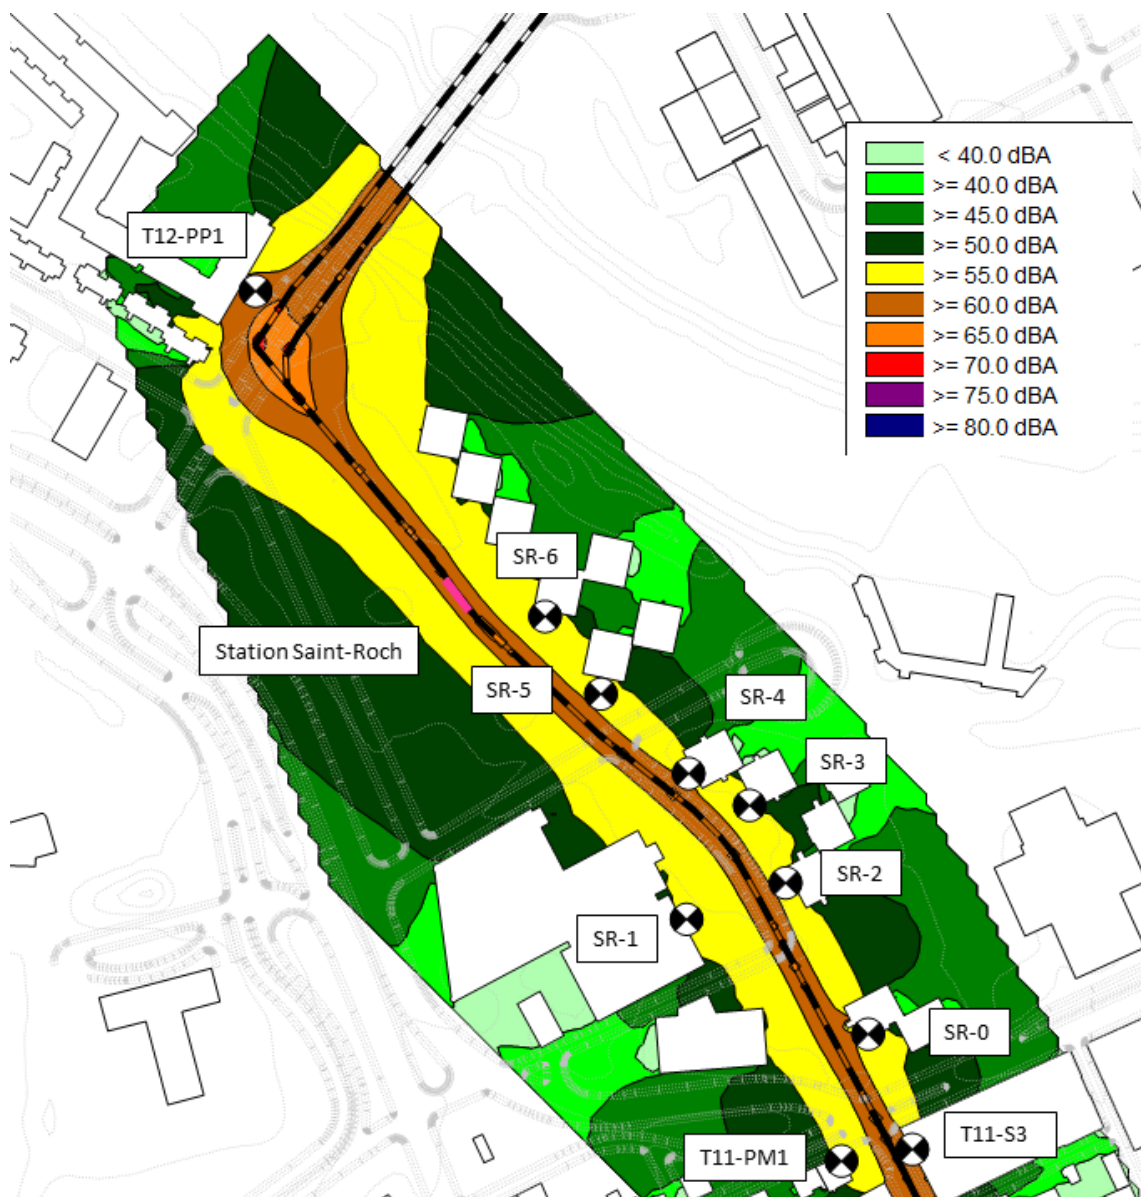 < 40.0 dBA
>= 40.0 dBA
>= 45.0 dBA
>= 50.0 dBA
>= 55.0 dBA
>= 60.0 dBA
>= 65.0 dBA
>= 70.0 dBA
>= 75.0 dBA
>= 80.0 dBA
T12-PP1
SR-6
Station Saint-Roch
SR-5
SR-4
SR-3
SR-2
SR-1
SR-0
T11-S3
T11-PM1